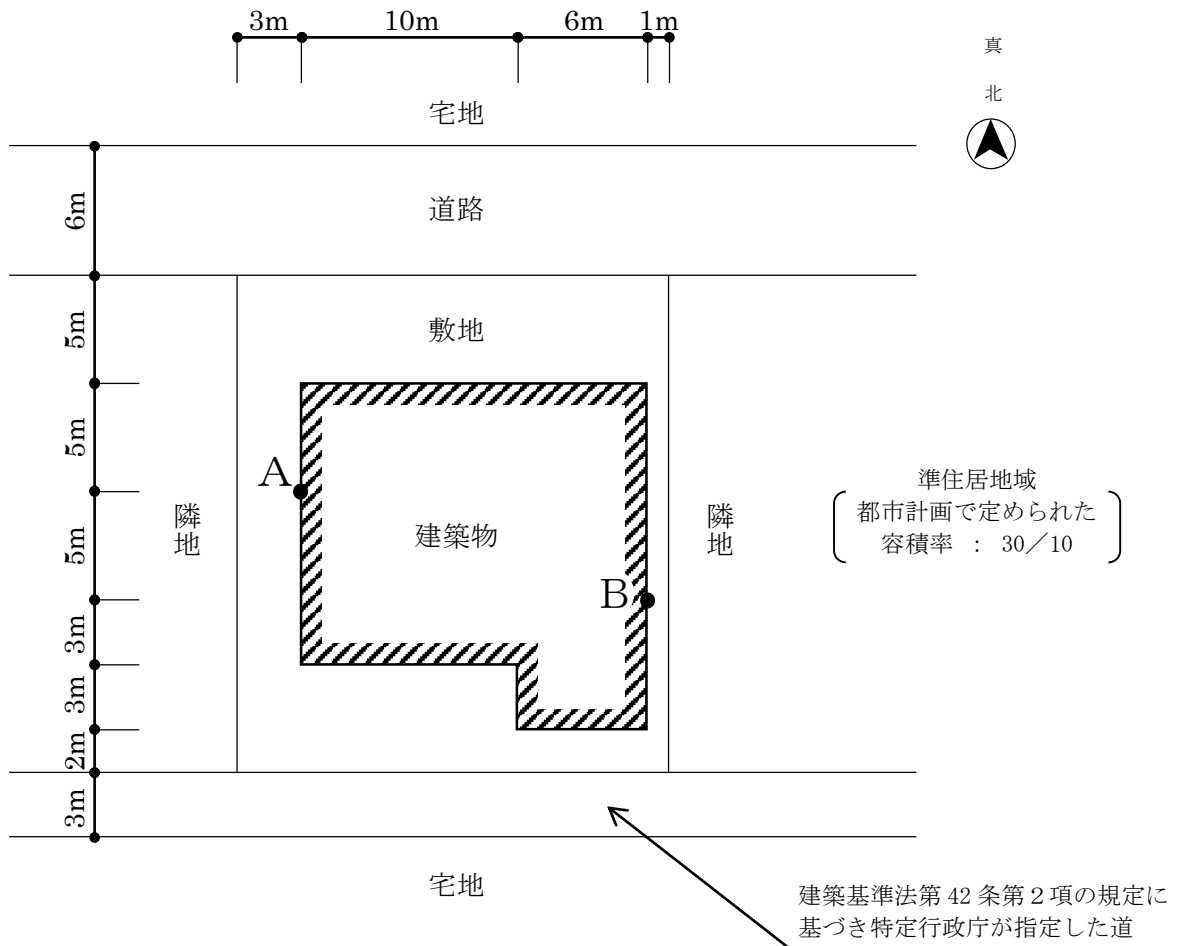 3m
10m
6m
1m
真
北
宅地
道路
6m
5m
敷地
5m
A
隣地
建築物
隣地
準住居地域
都市計画で定められた
容積率 : 30/10
5m
B
3m
3m
2m
3m
宅地
建築基準法第 42 条第2項の規定に
基づき特定行政庁が指定した道